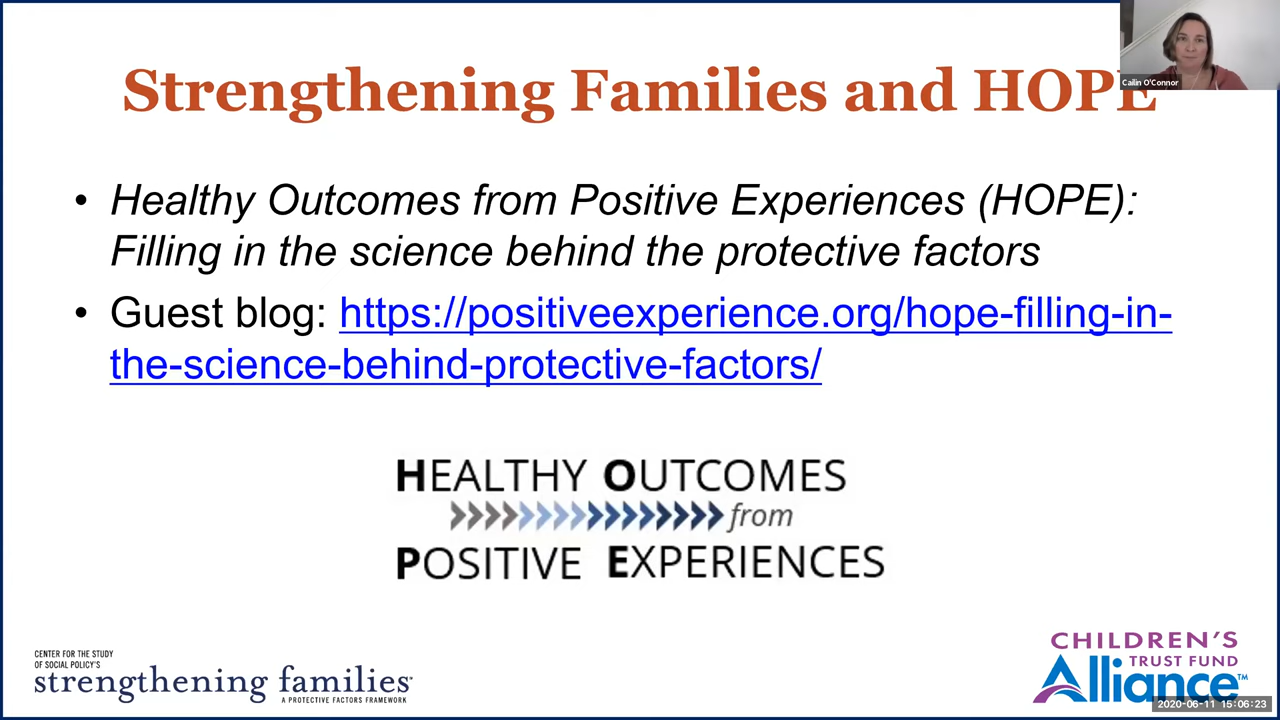 Strengthening Families and HOPE
Cailin O'Connor
• Healthy Outcomes from Positive Experiences (HOPE):
Filling in the science behind the protective factors
• Guest blog: https://positiveexperience.org/hope-filling-in-
the-science-behind-protective-factors/
HEALTHY OUTCOMES
from
POSITIVE EXPERIENCES
CENTER FOR THE STUDY
OF SOCIAL POLICY'S
strengthening families
A PROTECTIVE FACTORS FRAMEWORK
CHILDREN'S
TRUST FUND
Alliance™
2020-06-11 15:06:23